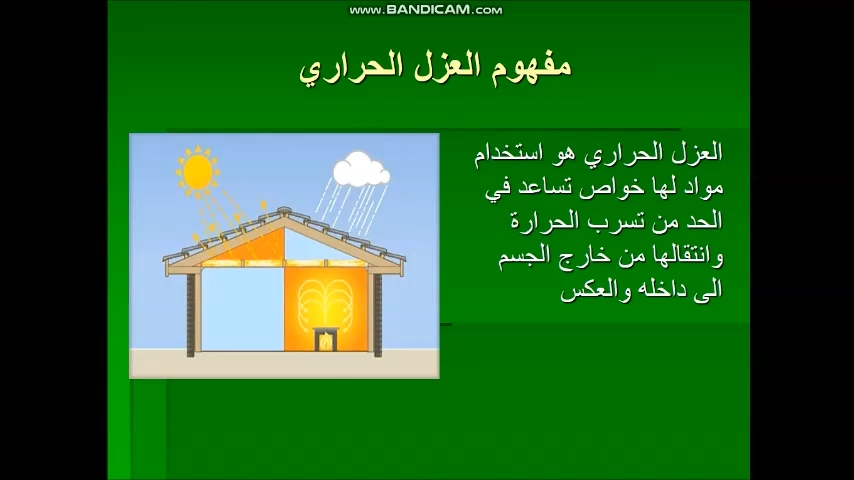 WWW.BANDICAM.COM
مفهوم العزل الحراري
العزل الحراري هو استخدام
مواد لها خواص تساعد في
الحد من تسرب الحرارة
وانتقالها من خارج الجسم
الى داخله والعكس